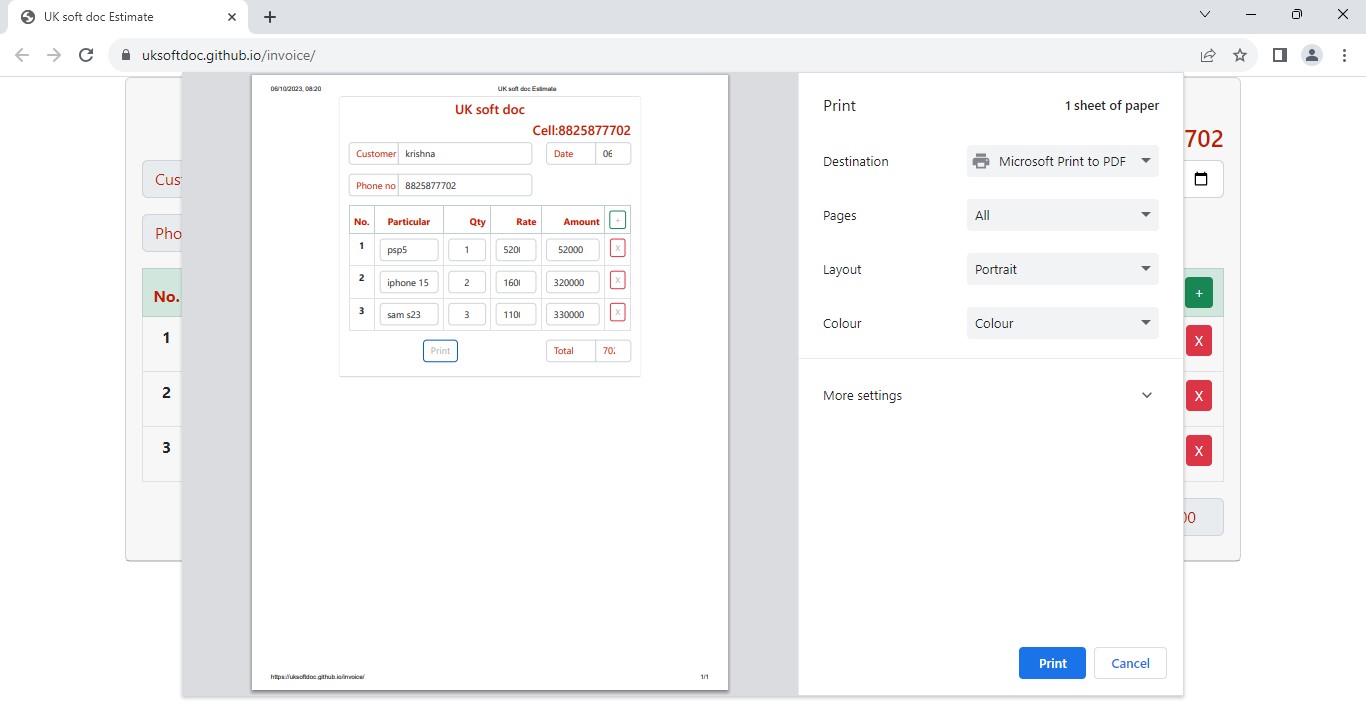 UK soft doc Estimate
uksoftdoc.github.io/invoice/
06/10/2023, 08:20 UK soft doc Estimate
UK soft doc
Cell:8825877702
Customer krishna Date 06
Phone no 8825877702
No. Particular Qty Rate Amount +
1 psp5 1 520 52000 X
2 iphone 15 2 160 320000 X
3 sam s23 3 110 330000 X
Print Total 70
https://uksoftdoc.github.io/invoice/ 1/1
Print 1 sheet of paper
Destination Microsoft Print to PDF
Pages All
Layout Portrait
Colour Colour
More settings
Print Cancel
Cus
Pho
No.
1
2
3
702
+
X
X
X
00